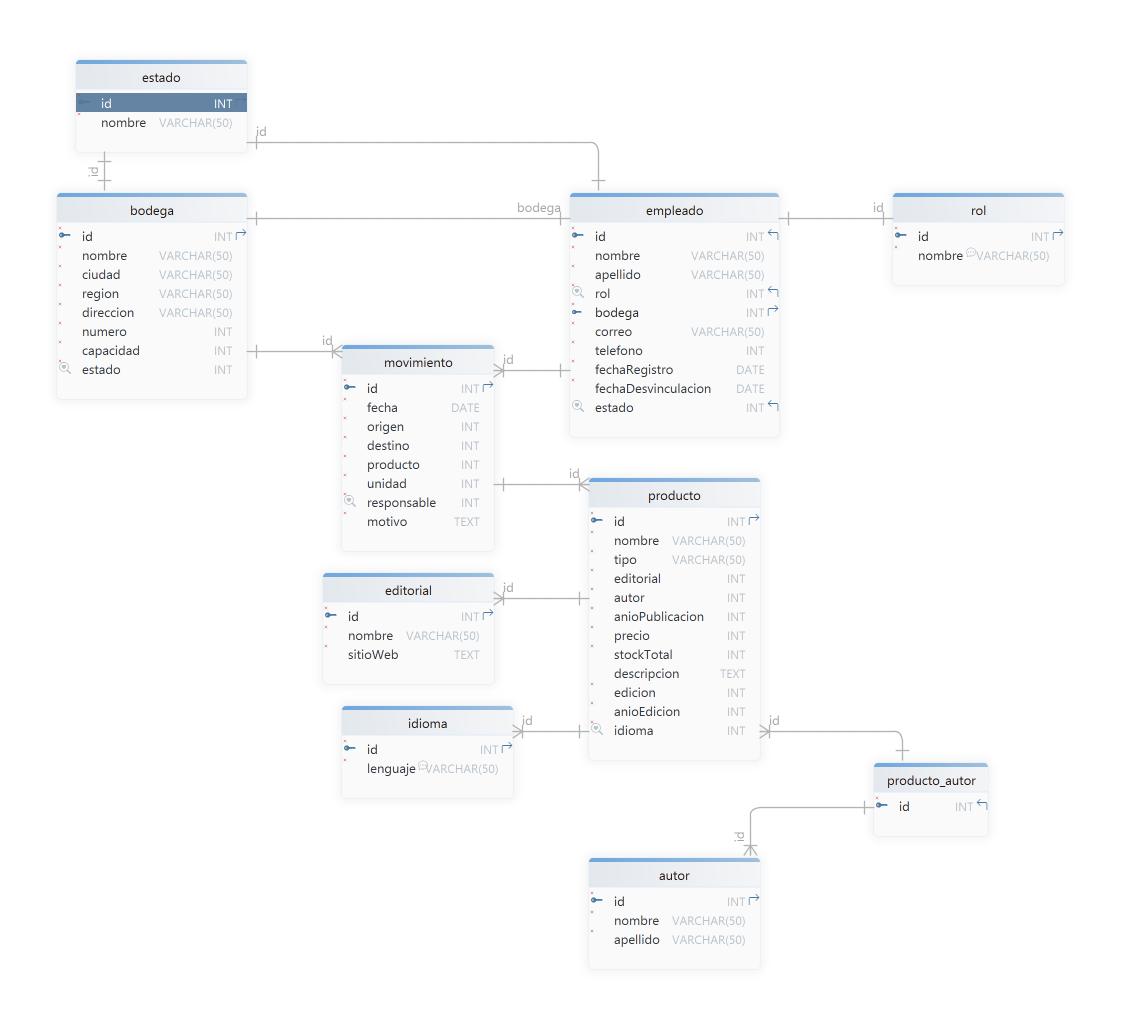 estado
id INT
nombre VARCHAR(50)
id
id
bodega
id INT
nombre VARCHAR(50)
ciudad VARCHAR(50)
region VARCHAR(50)
direccion VARCHAR(50)
numero INT
capacidad INT
estado INT
bodega
empleado
id INT
nombre VARCHAR(50)
apellido VARCHAR(50)
rol INT
bodega INT
correo VARCHAR(50)
telefono INT
fechaRegistro DATE
fechaDesvinculacion DATE
estado INT
id
rol
id INT
nombre VARCHAR(50)
id
movimiento
id INT
fecha DATE
origen INT
destino INT
producto INT
unidad INT
responsable INT
motivo TEXT
id
id
producto
id INT
nombre VARCHAR(50)
tipo VARCHAR(50)
editorial INT
autor INT
anioPublicacion INT
precio INT
stockTotal INT
descripcion TEXT
edicion INT
anioEdicion INT
idioma INT
editorial
id INT
nombre VARCHAR(50)
sitioWeb TEXT
id
idioma
id INT
lenguaje VARCHAR(50)
id
id
producto_autor
id INT
id
autor
id INT
nombre VARCHAR(50)
apellido VARCHAR(50)